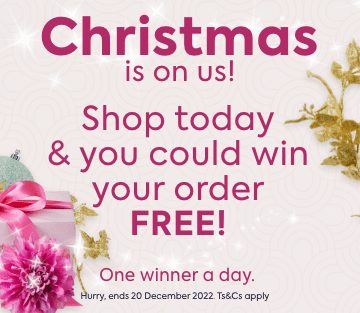 Christmas
is on us!
Shop today
& you could win
your order
FREE!
One winner a day.
Hurry, ends 20 December 2022. Ts&Cs apply